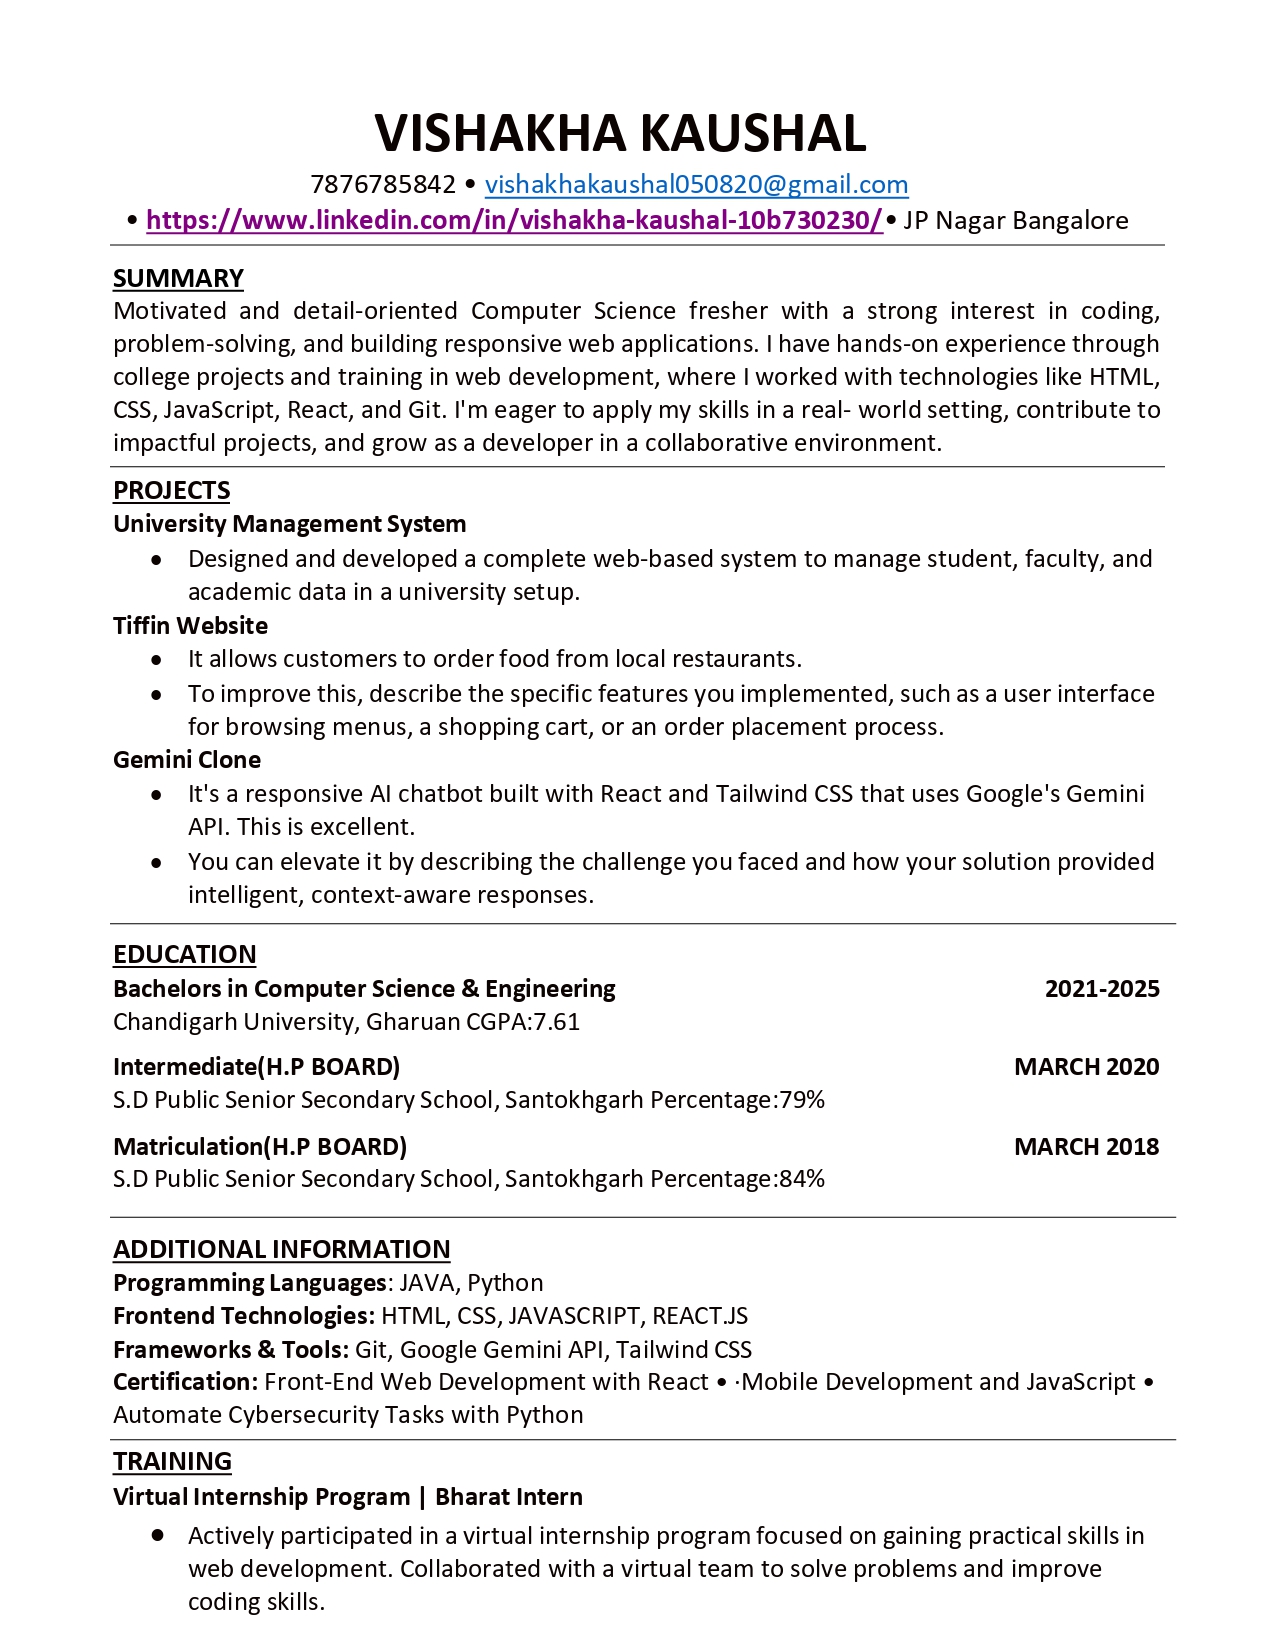 VISHAKHA KAUSHAL
7876785842 • vishakhakaushal050820@gmail.com
• https://www.linkedin.com/in/vishakha-kaushal-10b730230/• JP Nagar Bangalore
SUMMARY
Motivated and detail-oriented Computer Science fresher with a strong interest in coding,
problem-solving, and building responsive web applications. I have hands-on experience through
college projects and training in web development, where I worked with technologies like HTML,
CSS, JavaScript, React, and Git. I'm eager to apply my skills in a real- world setting, contribute to
impactful projects, and grow as a developer in a collaborative environment.
PROJECTS
University Management System
• Designed and developed a complete web-based system to manage student, faculty, and
academic data in a university setup.
Tiffin Website
• It allows customers to order food from local restaurants.
• To improve this, describe the specific features you implemented, such as a user interface
for browsing menus, a shopping cart, or an order placement process.
Gemini Clone
• It's a responsive AI chatbot built with React and Tailwind CSS that uses Google's Gemini
API. This is excellent.
• You can elevate it by describing the challenge you faced and how your solution provided
intelligent, context-aware responses.
EDUCATION
Bachelors in Computer Science & Engineering 2021-2025
Chandigarh University, Gharuan CGPA:7.61
Intermediate(H.P BOARD) MARCH 2020
S.D Public Senior Secondary School, Santokhgarh Percentage:79%
Matriculation(H.P BOARD) MARCH 2018
S.D Public Senior Secondary School, Santokhgarh Percentage:84%
ADDITIONAL INFORMATION
Programming Languages: JAVA, Python
Frontend Technologies: HTML, CSS, JAVASCRIPT, REACT.JS
Frameworks & Tools: Git, Google Gemini API, Tailwind CSS
Certification: Front-End Web Development with React • ·Mobile Development and JavaScript •
Automate Cybersecurity Tasks with Python
TRAINING
Virtual Internship Program | Bharat Intern
• Actively participated in a virtual internship program focused on gaining practical skills in
web development. Collaborated with a virtual team to solve problems and improve
coding skills.